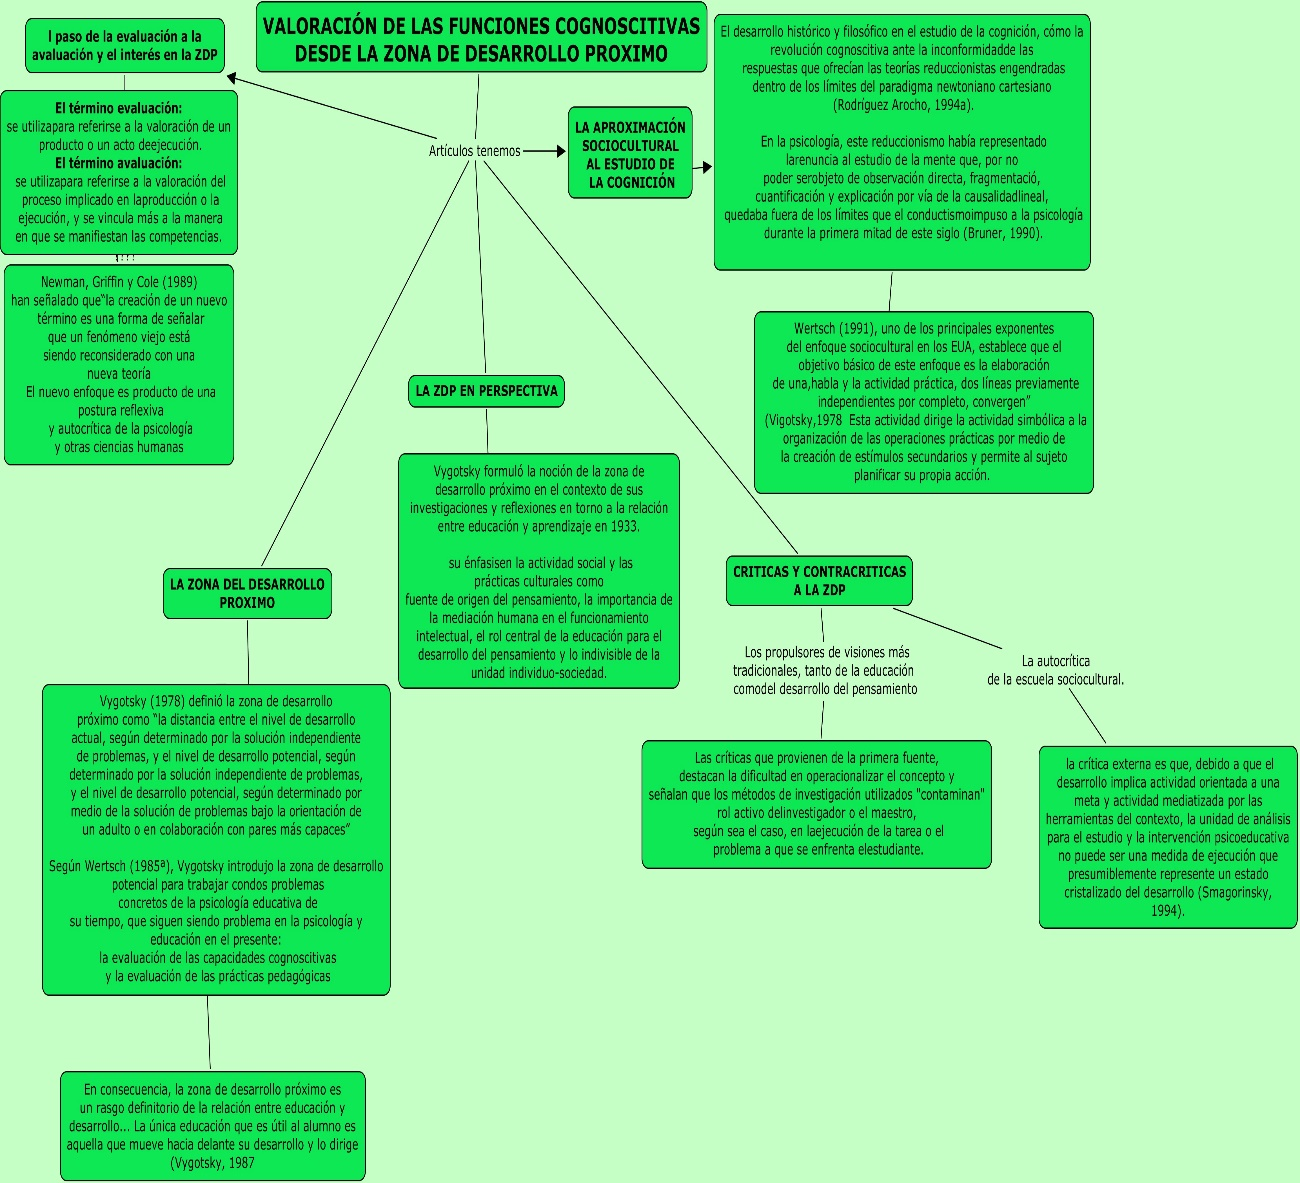 VALORACIÓN DE LAS FUNCIONES COGNOSCITIVAS
DESDE LA ZONA DE DESARROLLO PROXIMO
l paso de la evaluación a la
avaluación y el interés en la ZDP
El término evaluación:
se utilizapara referirse a la valoración de un
producto o un acto deejecución.
El término avaluación:
se utilizapara referirse a la valoración del
proceso implicado en laproducción o la
ejecución, y se vincula más a la manera
en que se manifiestan las competencias.
????
Newman, Griffin y Cole (1989)
han señalado que“la creación de un nuevo
término es una forma de señalar
que un fenómeno viejo está
siendo reconsiderado con una
nueva teoría
El nuevo enfoque es producto de una
postura reflexiva
y autocrítica de la psicología
y otras ciencias humanas
Artículos tenemos
LA APROXIMACIÓN
SOCIOCULTURAL
AL ESTUDIO DE
LA COGNICIÓN
El desarrollo histórico y filosófico en el estudio de la cognición, cómo la
revolución cognoscitiva ante la inconformidadde las
respuestas que ofrecían las teorías reduccionistas engendradas
dentro de los límites del paradigma newtoniano cartesiano
(Rodríguez Arocho, 1994a).
En la psicología, este reduccionismo había representado
larenuncia al estudio de la mente que, por no
poder serobjeto de observación directa, fragmentació,
cuantificación y explicación por vía de la causalidadlineal,
quedaba fuera de los límites que el conductismoimpuso a la psicología
durante la primera mitad de este siglo (Bruner, 1990).
Wertsch (1991), uno de los principales exponentes
del enfoque sociocultural en los EUA, establece que el
objetivo básico de este enfoque es la elaboración
de una,habla y la actividad práctica, dos líneas previamente
independientes por completo, convergen”
(Vigotsky,1978 Esta actividad dirige la actividad simbólica a la
organización de las operaciones prácticas por medio de
la creación de estímulos secundarios y permite al sujeto
planificar su propia acción.
LA ZDP EN PERSPECTIVA
Vygotsky formuló la noción de la zona de
desarrollo próximo en el contexto de sus
investigaciones y reflexiones en torno a la relación
entre educación y aprendizaje en 1933.
su énfasisen la actividad social y las
prácticas culturales como
fuente de origen del pensamiento, la importancia de
la mediación humana en el funcionamiento
intelectual, el rol central de la educación para el
desarrollo del pensamiento y lo indivisible de la
unidad individuo-sociedad.
LA ZONA DEL DESARROLLO
PROXIMO
Vygotsky (1978) definió la zona de desarrollo
próximo como “la distancia entre el nivel de desarrollo
actual, según determinado por la solución independiente
de problemas, y el nivel de desarrollo potencial, según
determinado por la solución independiente de problemas,
y el nivel de desarrollo potencial, según determinado por
medio de la solución de problemas bajo la orientación de
un adulto o en colaboración con pares más capaces”
Según Wertsch (1985ª), Vygotsky introdujo la zona de desarrollo
potencial para trabajar condos problemas
concretos de la psicología educativa de
su tiempo, que siguen siendo problema en la psicología y
educación en el presente:
la evaluación de las capacidades cognoscitivas
y la evaluación de las prácticas pedagógicas
En consecuencia, la zona de desarrollo próximo es
un rasgo definitorio de la relación entre educación y
desarrollo... La única educación que es útil al alumno es
aquella que mueve hacia delante su desarrollo y lo dirige
(Vygotsky, 1987
CRITICAS Y CONTRACRITICAS
A LA ZDP
Los propulsores de visiones más
tradicionales, tanto de la educación
comodel desarrollo del pensamiento
La autocrítica
de la escuela sociocultural.
Las críticas que provienen de la primera fuente,
destacan la dificultad en operacionalizar el concepto y
señalan que los métodos de investigación utilizados "contaminan"
rol activo delinvestigador o el maestro,
según sea el caso, en laejecución de la tarea o el
problema a que se enfrenta elestudiante.
la crítica externa es que, debido a que el
desarrollo implica actividad orientada a una
meta y actividad mediatizada por las
herramientas del contexto, la unidad de análisis
para el estudio y la intervención psicoeducativa
no puede ser una medida de ejecución que
presumiblemente represente un estado
cristalizado del desarrollo (Smagorinsky,
1994).